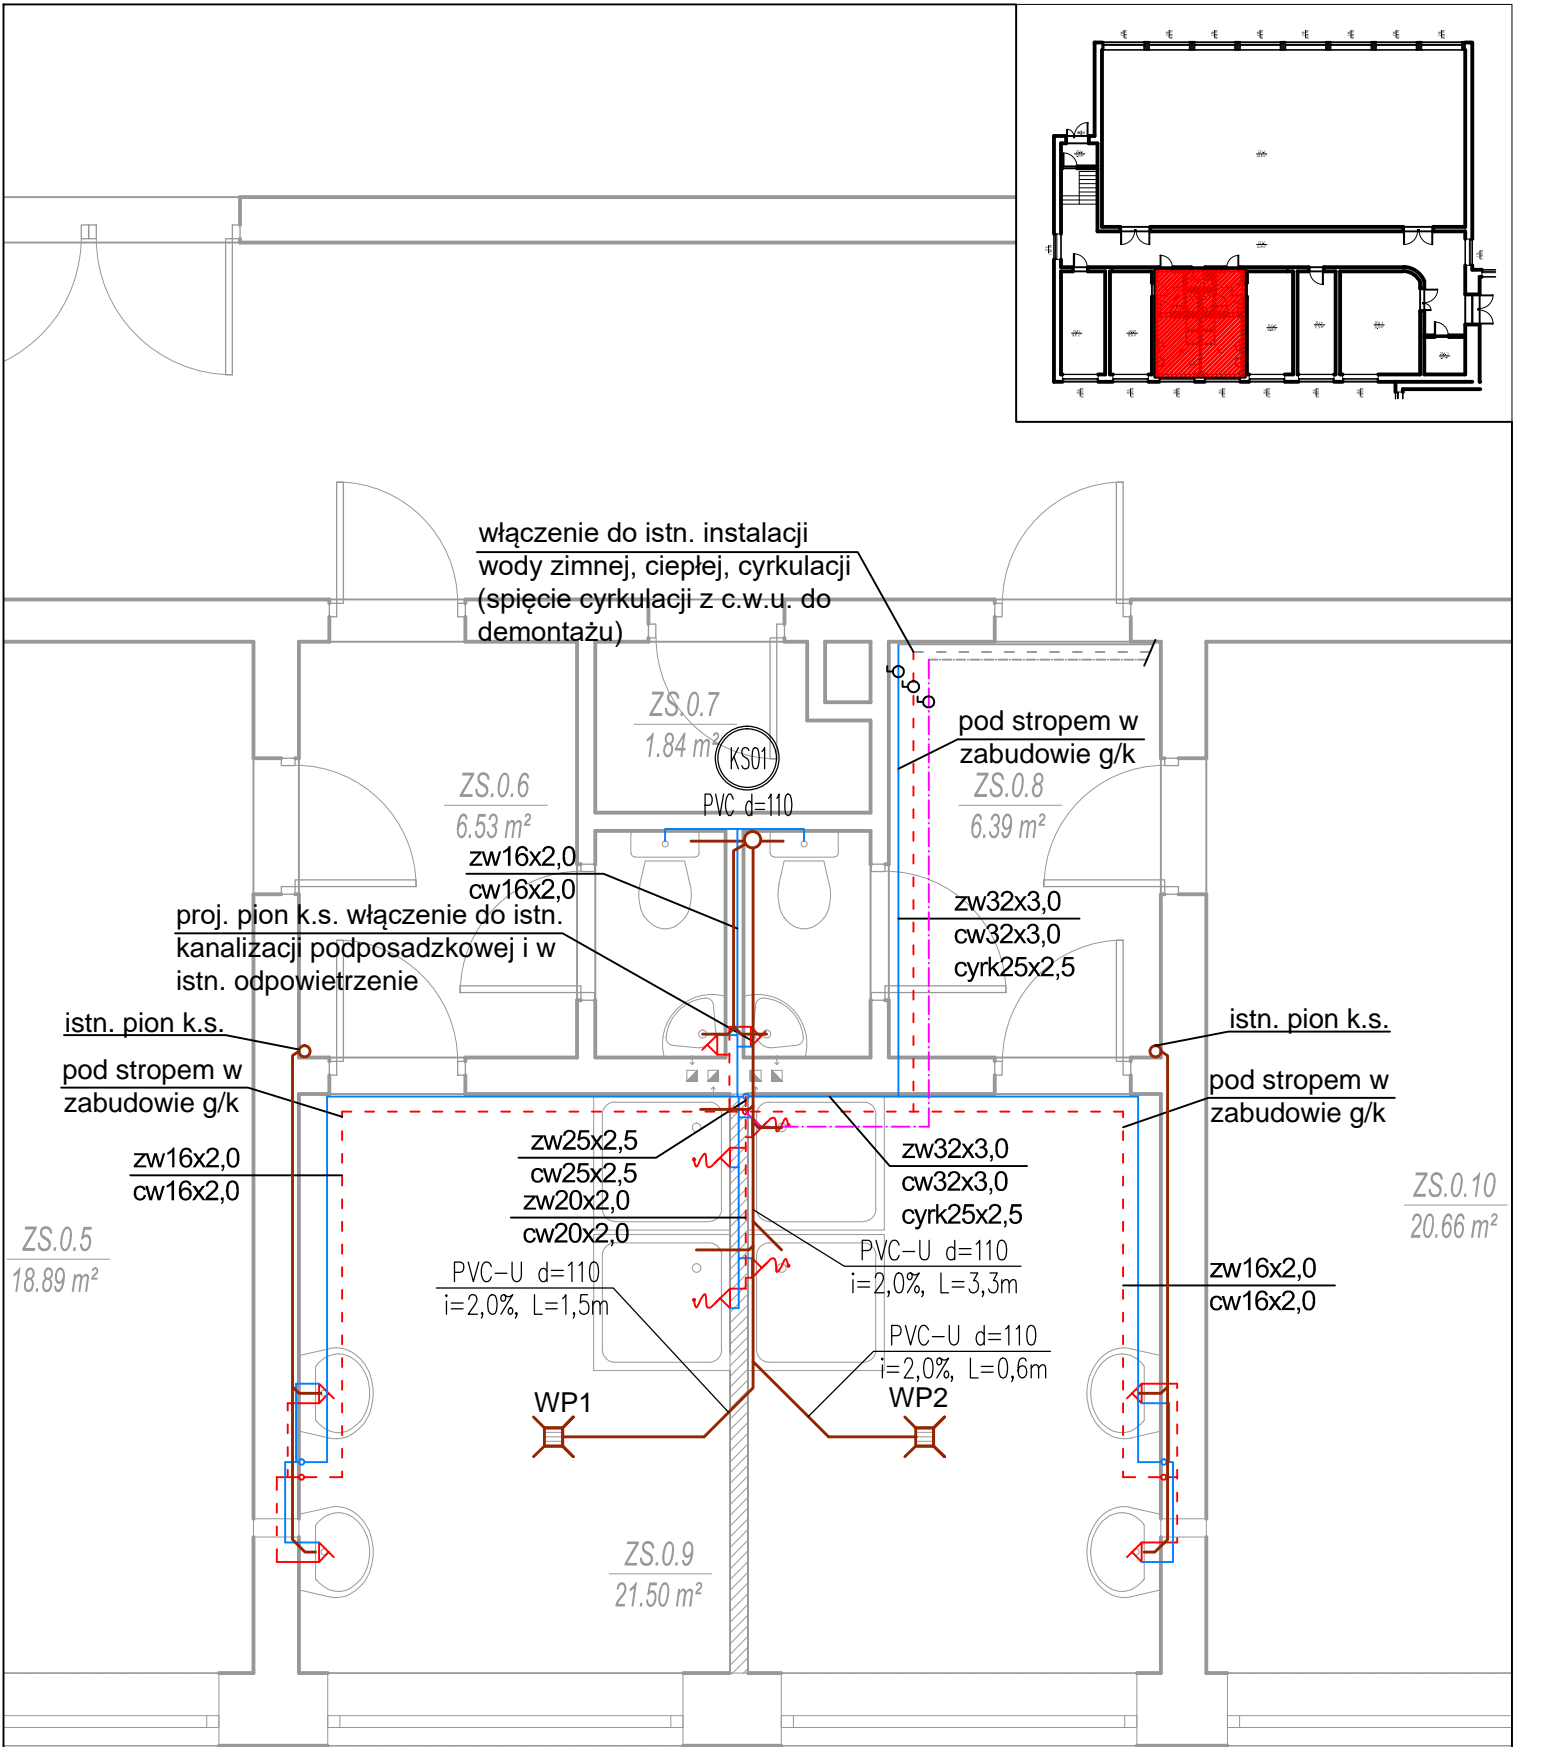 włączenie do istn. instalacji
wody zimnej, ciepłej, cyrkulacji
(spięcie cyrkulacji z c.w.u. do
demontażu)
ZS.0.7
1.84 m²
KS01
PVC d=110
pod stropem w
zabudowie g/k
ZS.0.6
6.53 m²
ZS.0.8
6.39 m²
zw16x2,0
cw16x2,0
proj. pion k.s. włączenie do istn.
kanalizacji podposadzkowej i w
istn. odpowietrzenie
zw32x3,0
cw32x3,0
cyrk25x2,5
istn. pion k.s.
istn. pion k.s.
pod stropem w
zabudowie g/k
pod stropem w
zabudowie g/k
zw16x2,0
cw16x2,0
zw25x2,5
cw25x2,5
zw20x2,0
cw20x2,0
zw32x3,0
cw32x3,0
cyrk25x2,5
ZS.0.5
18.89 m²
ZS.0.10
20.66 m²
PVC-U d=110
i=2,0%, L=1,5m
PVC-U d=110
i=2,0%, L=3,3m
zw16x2,0
cw16x2,0
PVC-U d=110
i=2,0%, L=0,6m
WP1
WP2
ZS.0.9
21.50 m²